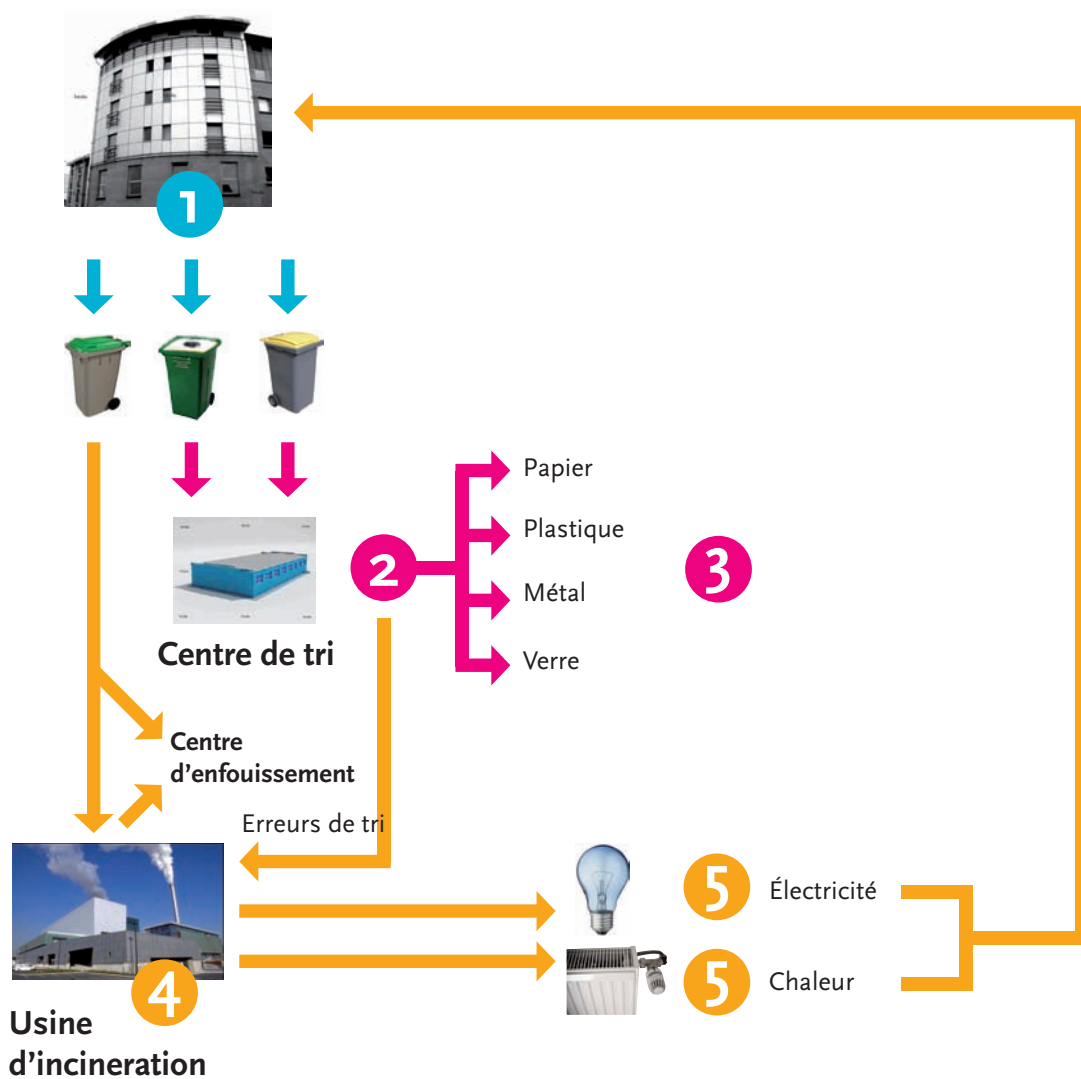 1
Papier
Plastique
2
3
Métal
Centre de tri
Verre
Centre
d'enfouissement
Erreurs de tri
5 Électricité
5 Chaleur
4
Usine
d'incineration